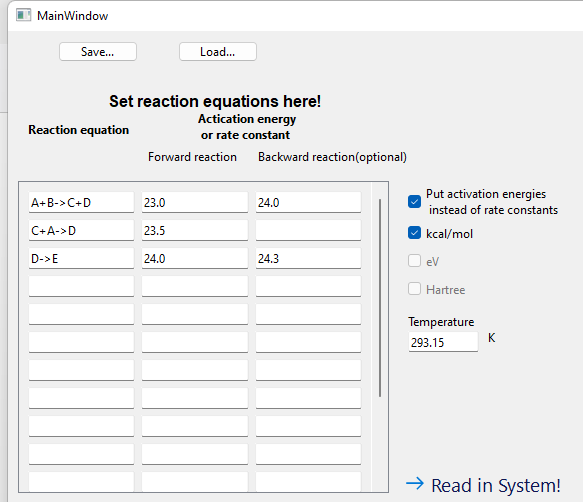 MainWindow
Save... Load...
Set reaction equations here!
Actication energy
Reaction equation
or rate constant
Forward reaction Backward reaction(optional)
A+B->C+D 23.0 24.0
C+A->D 23.5
D->E 24.0 24.3
Put activation energies
instead of rate constants
kcal/mol
eV
Hartree
Temperature
293.15 K
→ Read in System!